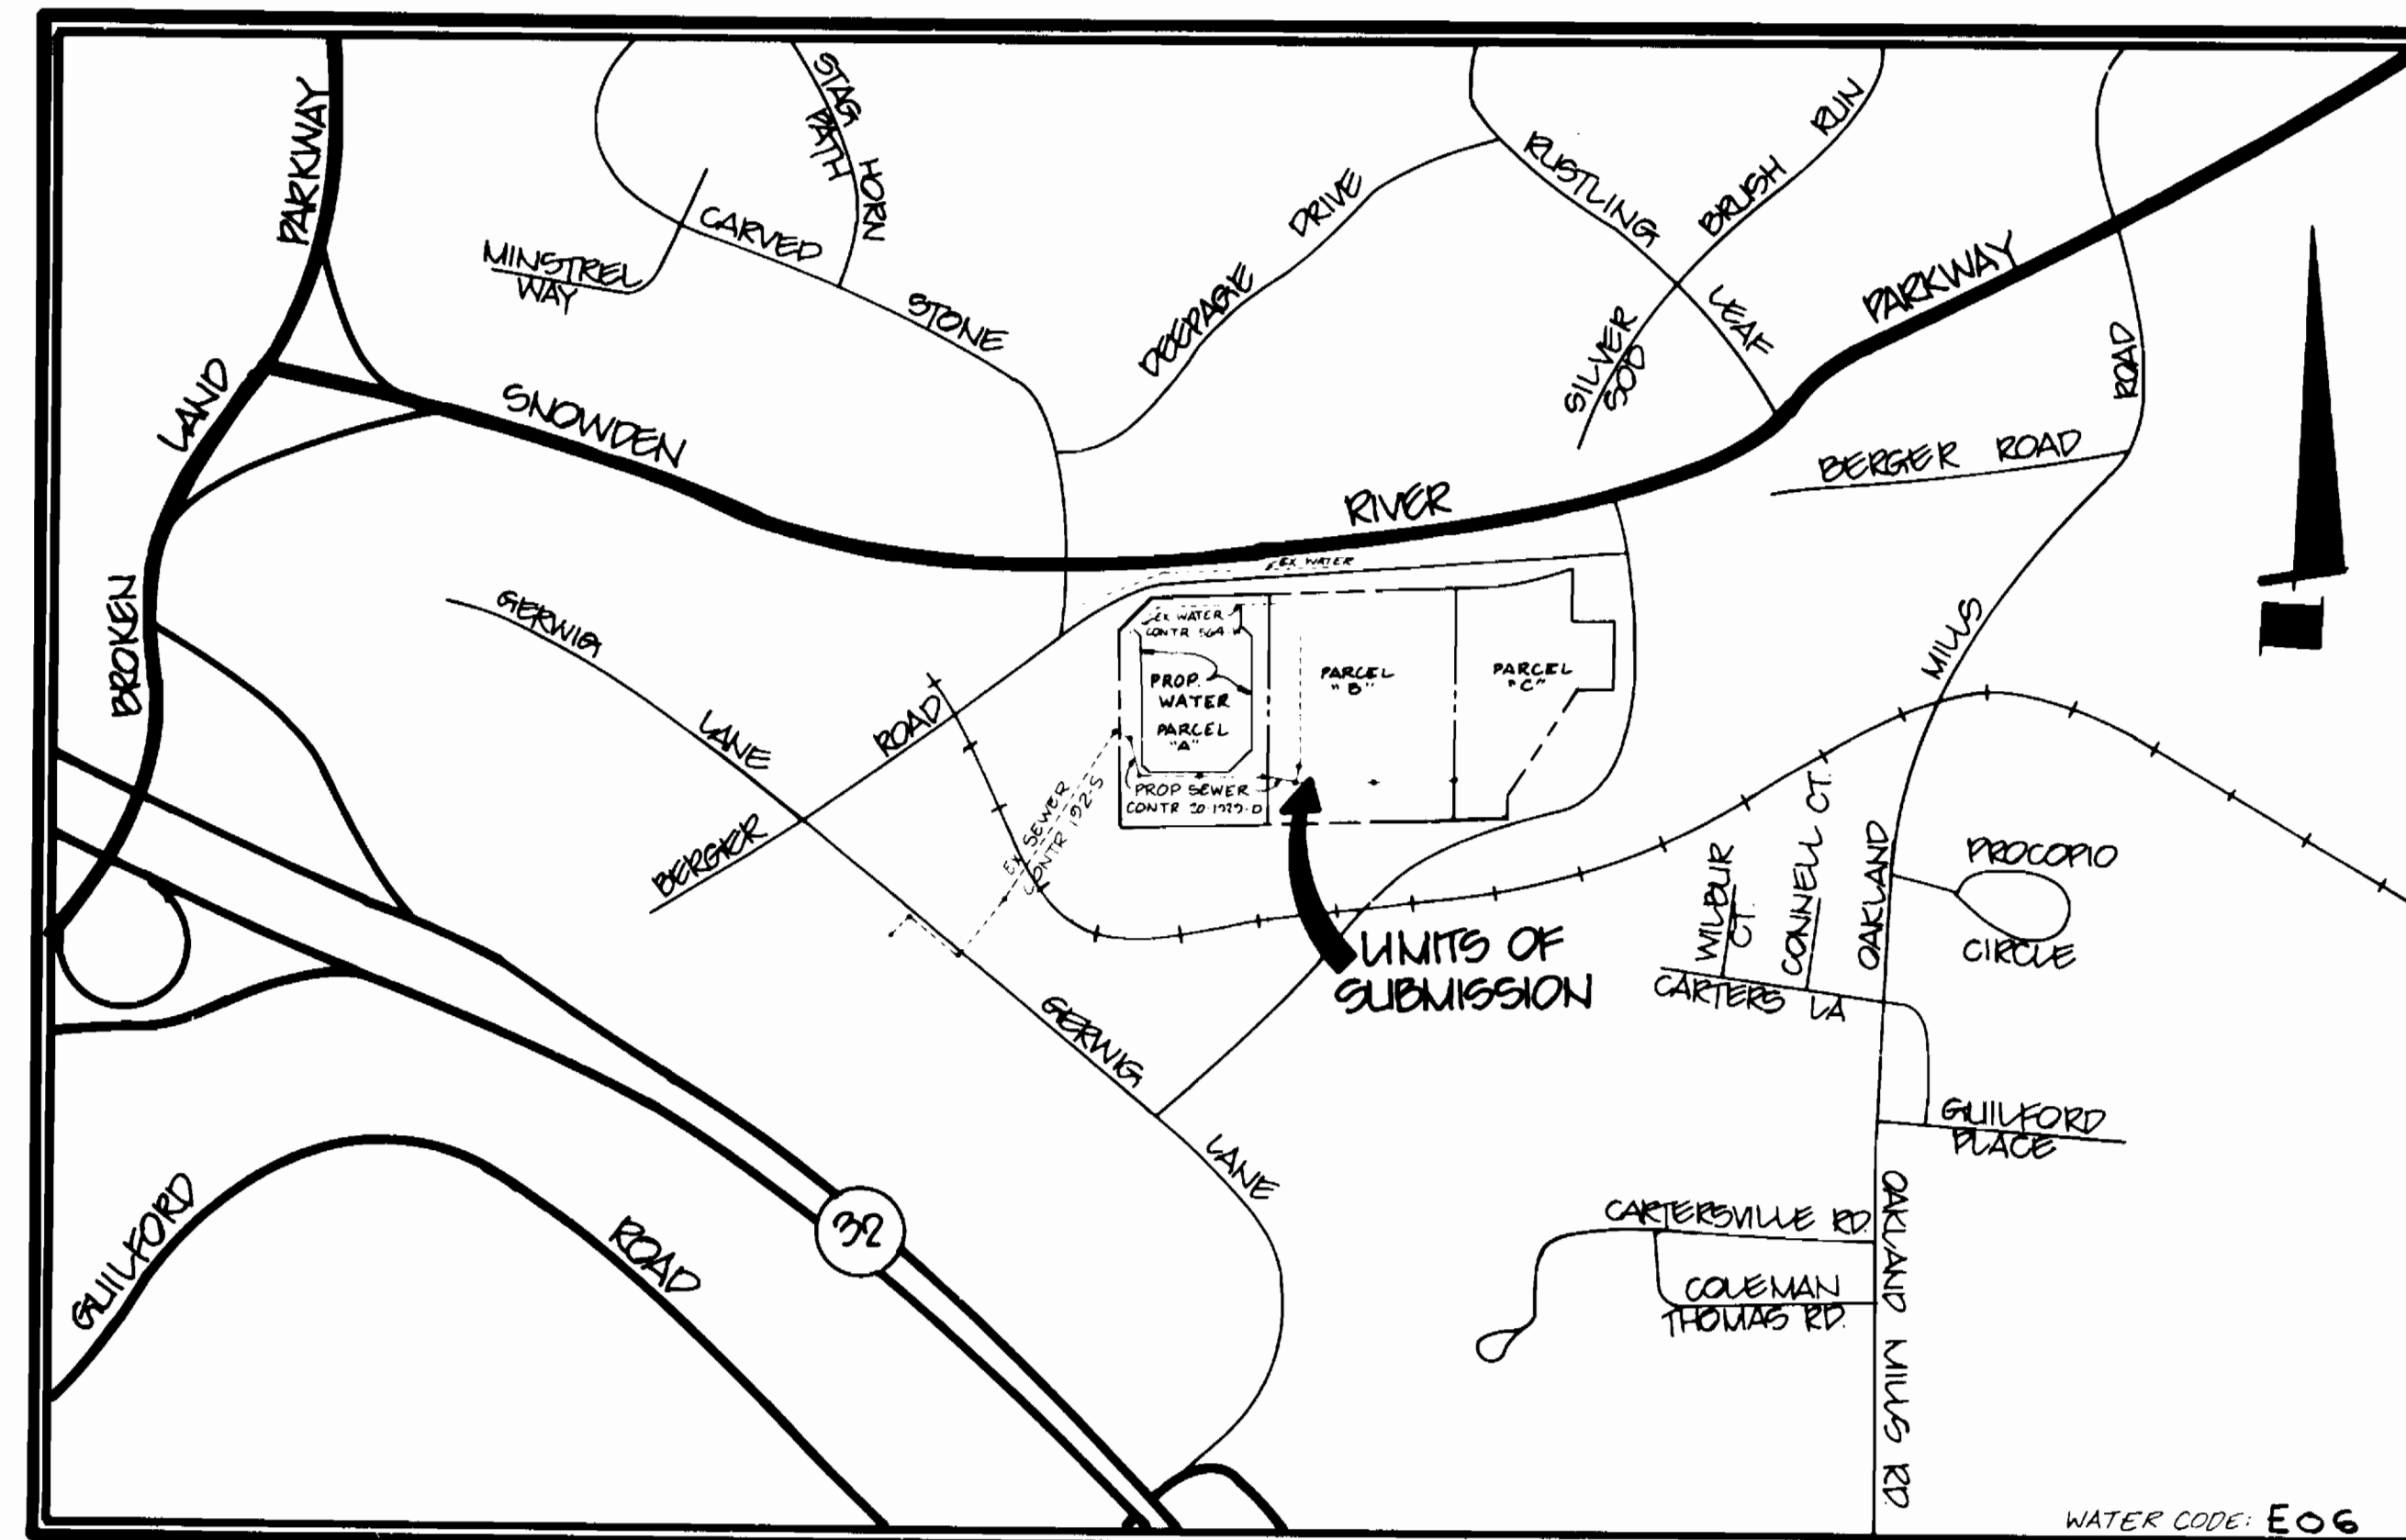 PARKWAY
STAG HORN
PATH
MINSTREL
WAY
CARVED
STONE
DEEPAGE DRIVE
RUSTLING
LEAF
BRUSH RUN
SILVER
SOD
PARKWAY
ROAD
LAND
SNOWDEN
RIVER
BERGER ROAD
BROKEN
GERWIG
LANE
EX WATER
EX WATER
PROP.
WATER
PARCEL
"A"
PARCEL
"B"
PARCEL
"C"
PROP SEWER
EX SEWER
CONTR 192 S
ROAD
BERGER
MILLS
LIMITS OF
SUBMISSION
WILBUR
CT.
CONNELL CT.
OAKLAND
PROCOPIO
CIRCLE
CARTERS LA
GERWIG
LANE
GUILFORD
PLACE
GUILFORD
ROAD
32
CARTERSVILLE RD.
COLEMAN
THOMAS RD.
OAKLAND MILLS RD.
WATER CODE: E06